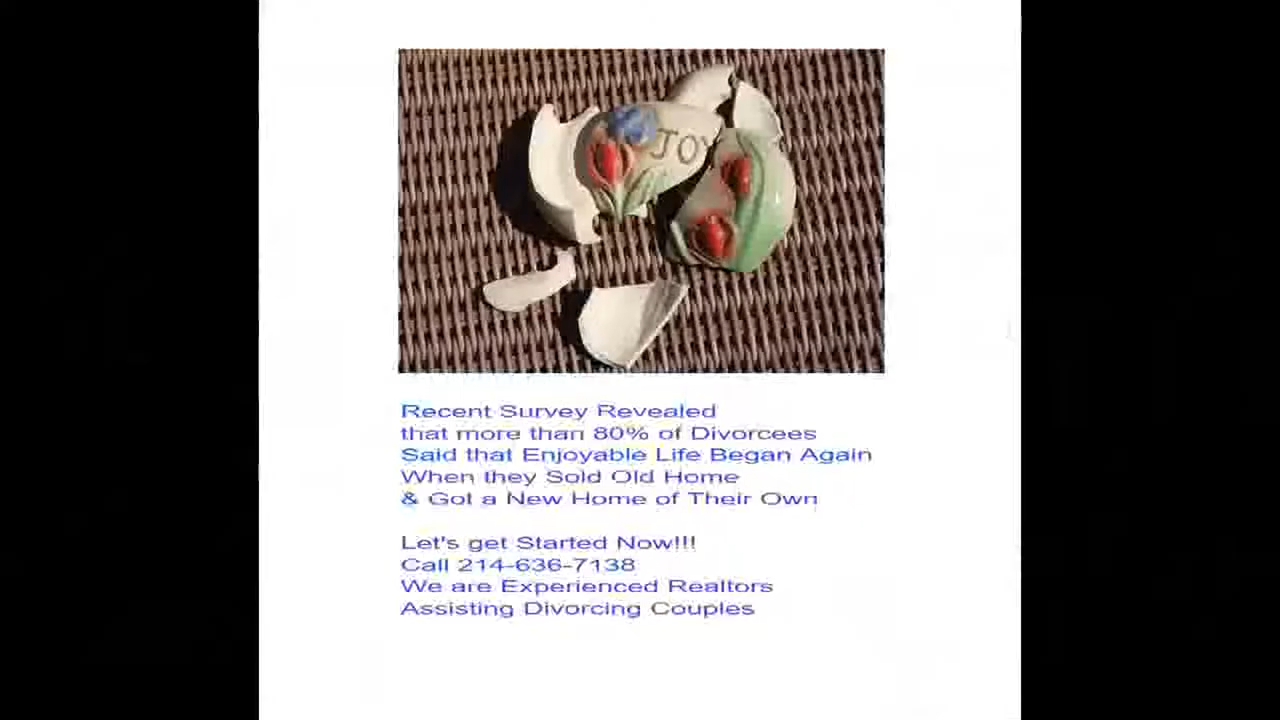 JOY
Recent Survey Revealed
that more than 80% of Divorcees
Said that Enjoyable Life Began Again
When they Sold Old Home
& Got a New Home of Their Own
Let's get Started Now!!!
Call 214-636-7138
We are Experienced Realtors
Assisting Divorcing Couples